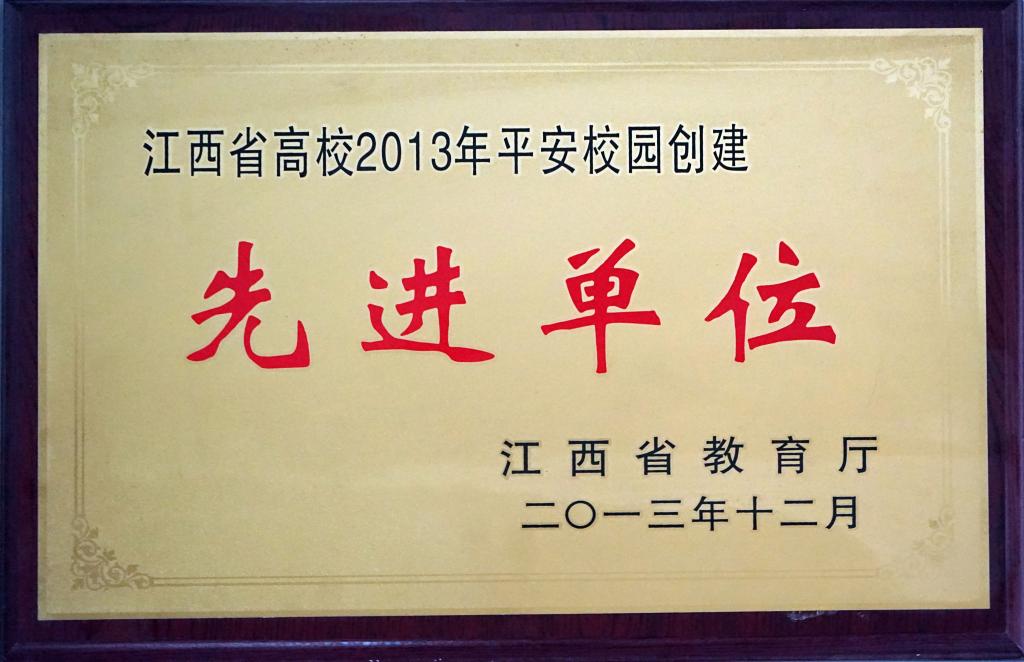 江西省高校2013年平安校园创建
先进单位
江西省教育厅
二〇一三年十二月